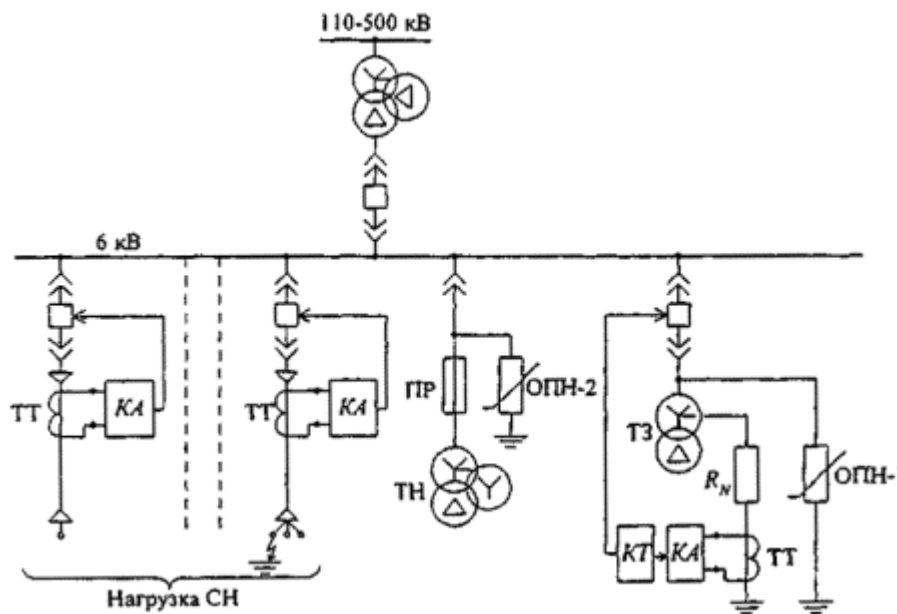 110-500 кВ
6 кВ
ТТ
КА
ТТ
КА
ПР
ОПН-2
ТН
ТЗ
R_N
ОПН-
КТ
КА
ТТ
Нагрузка СН